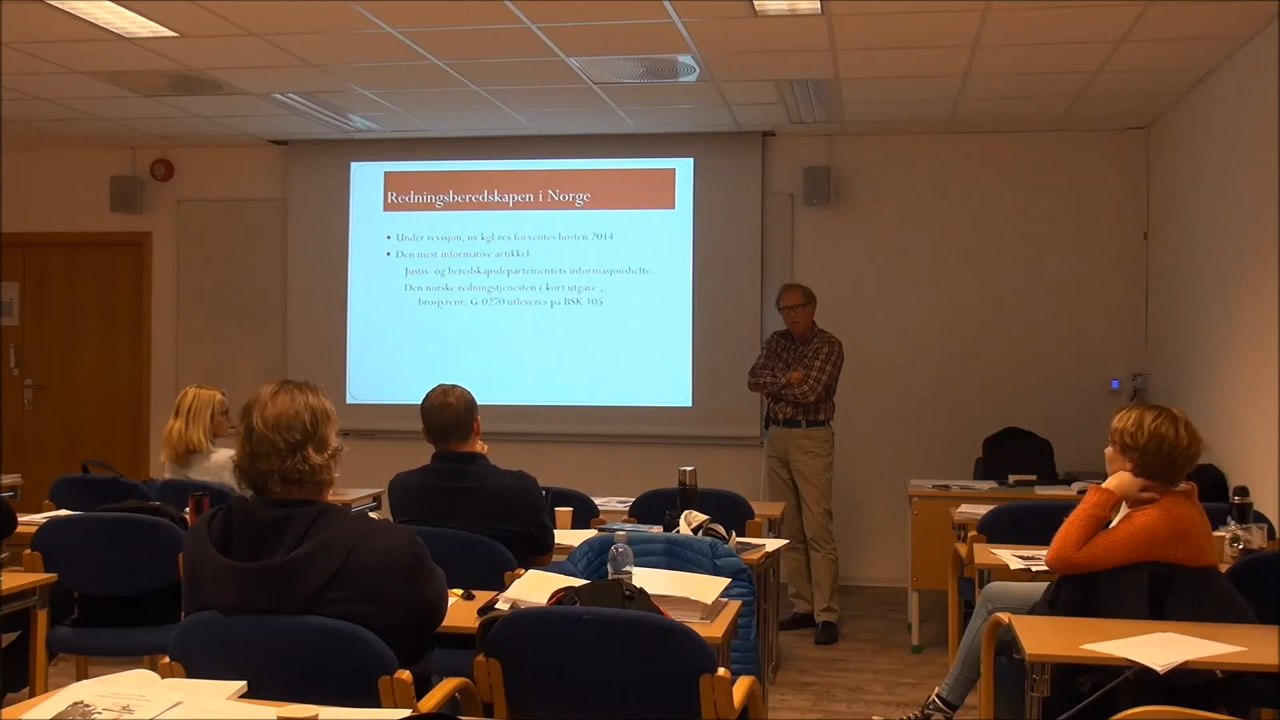 Redningsberedskapen i Norge
• Under revisjon, ny kgl.res forventes høsten 2014
• Den mest informative artikkel:
Justis- og beredskapsdepartementets informasjonshefte.
Den norske redningstjenesten ( kort utgave ,
brosjyrenr: G-0270 utleveres på BSK 105